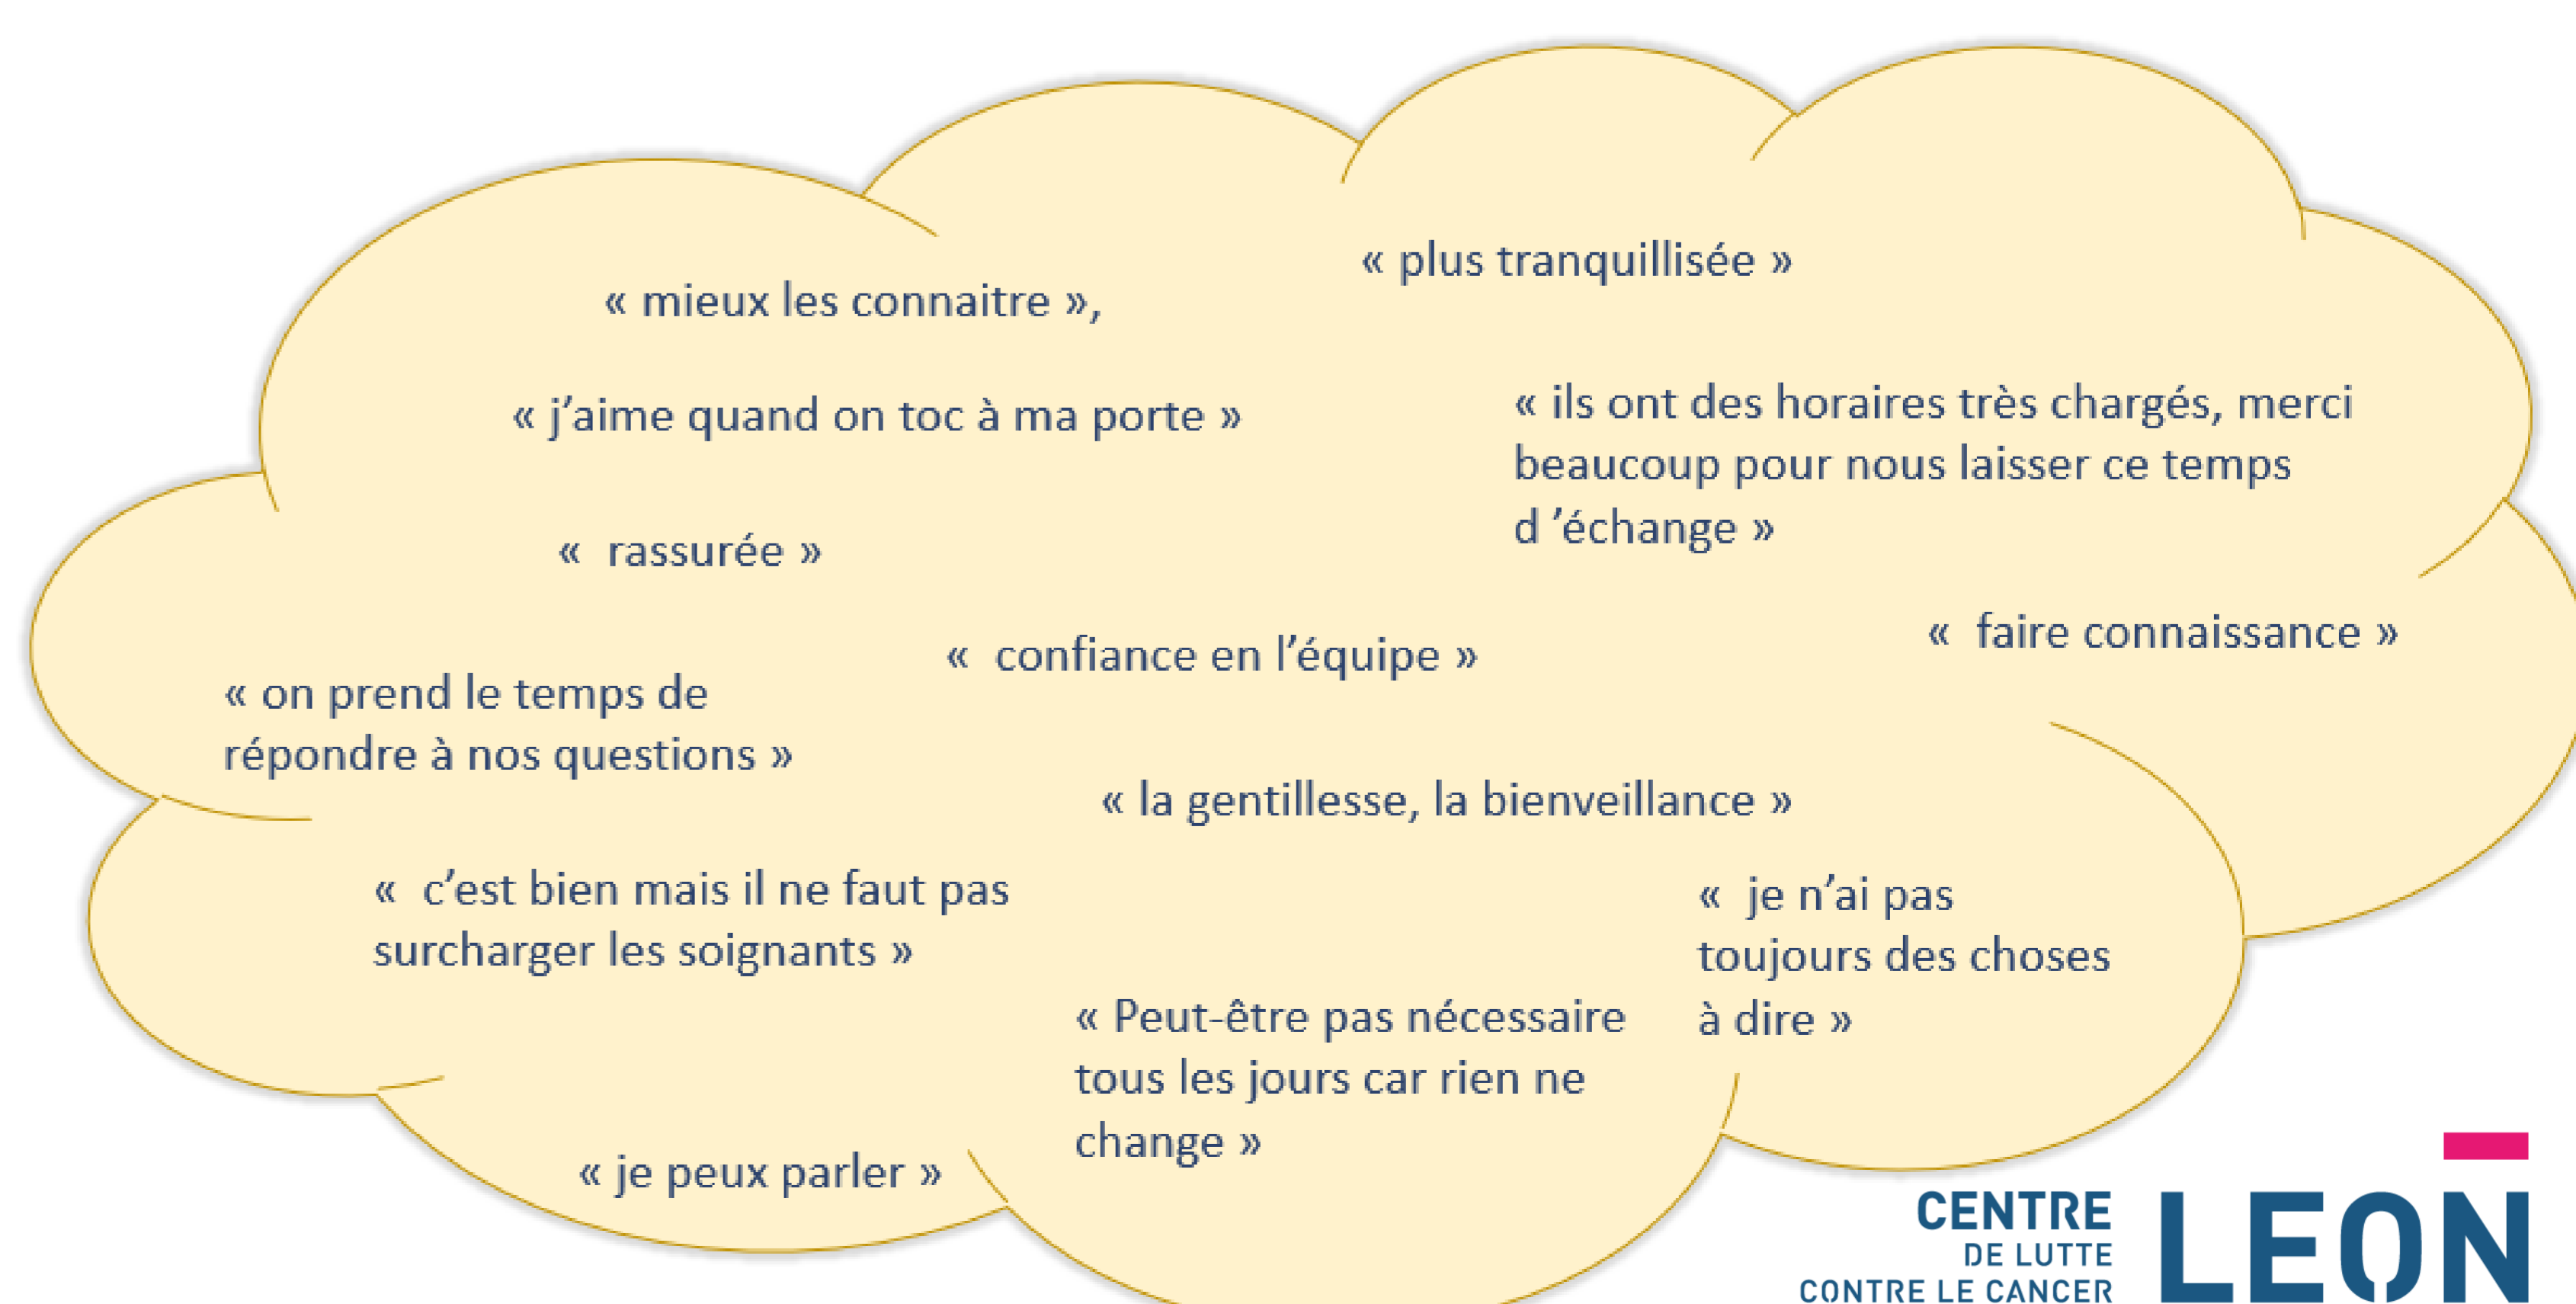 « plus tranquillisée »
« mieux les connaitre »,
« j’aime quand on toc à ma porte »
« ils ont des horaires très chargés, merci
beaucoup pour nous laisser ce temps
d ’échange »
« rassurée »
« faire connaissance »
« confiance en l’équipe »
« on prend le temps de
répondre à nos questions »
« la gentillesse, la bienveillance »
« c’est bien mais il ne faut pas
surcharger les soignants »
« je n’ai pas
toujours des choses
à dire »
« Peut-être pas nécessaire
tous les jours car rien ne
change »
« je peux parler »
CENTRE
DE LUTTE
CONTRE LE CANCER
LEON